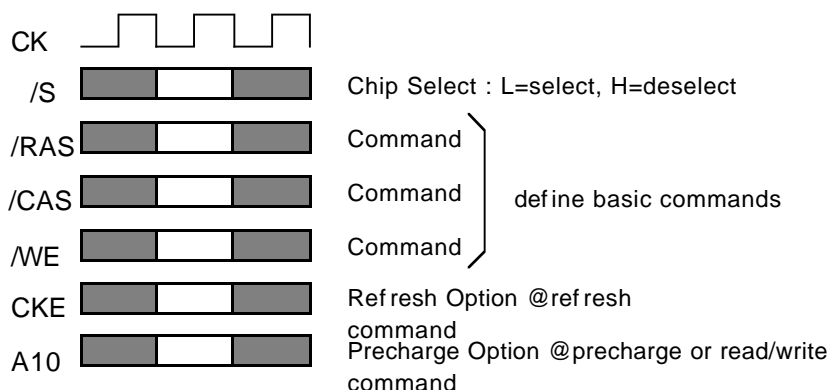 CK
/S Chip Select : L=select, H=deselect
/RAS Command
/CAS Command define basic commands
/WE Command
CKE Refresh Option @refresh
command
A10 Precharge Option @precharge or read/write
command